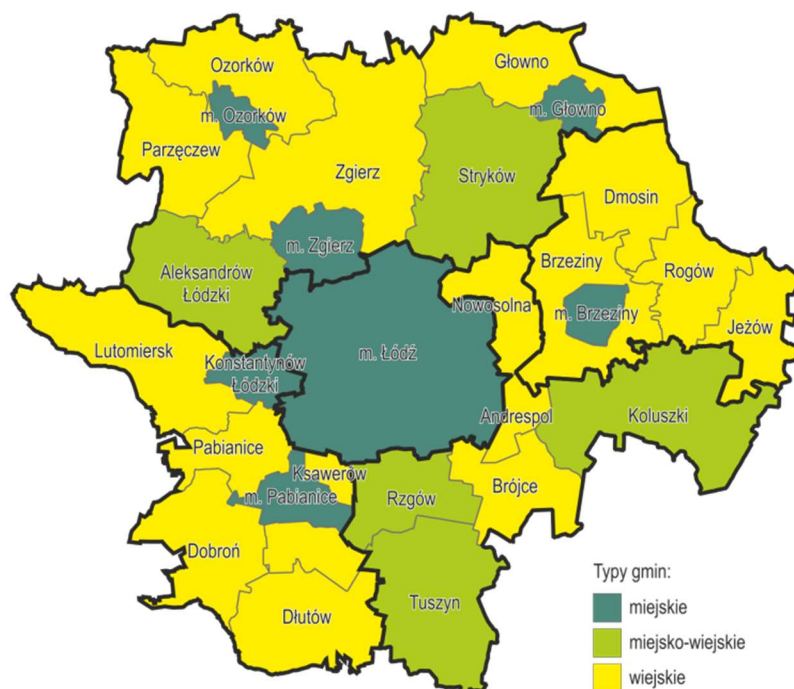 Ozorków
Głowno
m. Ozorków
m. Głowno
Parzęczew
Zgierz
Stryków
Dmosin
m. Zgierz
Aleksandrów
Łódzki
Brzeziny
Rogów
Nowosolna
m. Brzeziny
Jeżów
Lutomiersk
m. Łódź
Konstantynów
Łódzki
Andrespol
Koluszki
Pabianice
Ksawerów
m. Pabianice
Rzgów
Brójce
Dobroń
Dłutów
Tuszyn
Typy gmin:
miejskie
miejsko-wiejskie
wiejskie